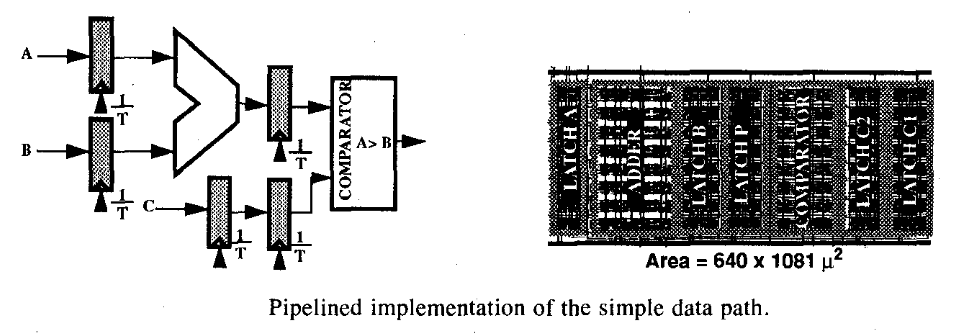 A
1
T
B
1
T
C
1
T
1
T
1
T
COMPARATOR
A> B
LATCH A
ADDER
LATCH B
LATCH P
COMPARATOR
LATCH C2
LATCH C1
Area = 640 x 1081 μ²
Pipelined implementation of the simple data path.